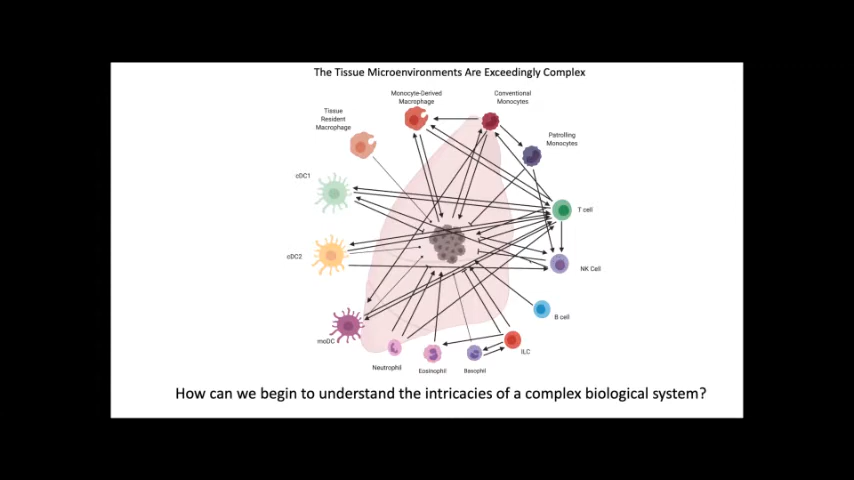 The Tissue Microenvironments Are Exceedingly Complex
Monocyte-Derived
Macrophage
Conventional
Monocytes
Tissue
Resident
Macrophage
Patrolling
Monocytes
cDC1
T cell
cDC2
NK Cell
B cell
moDC
ILC
Neutrophil
Eosinophil
Basophil
How can we begin to understand the intricacies of a complex biological system?